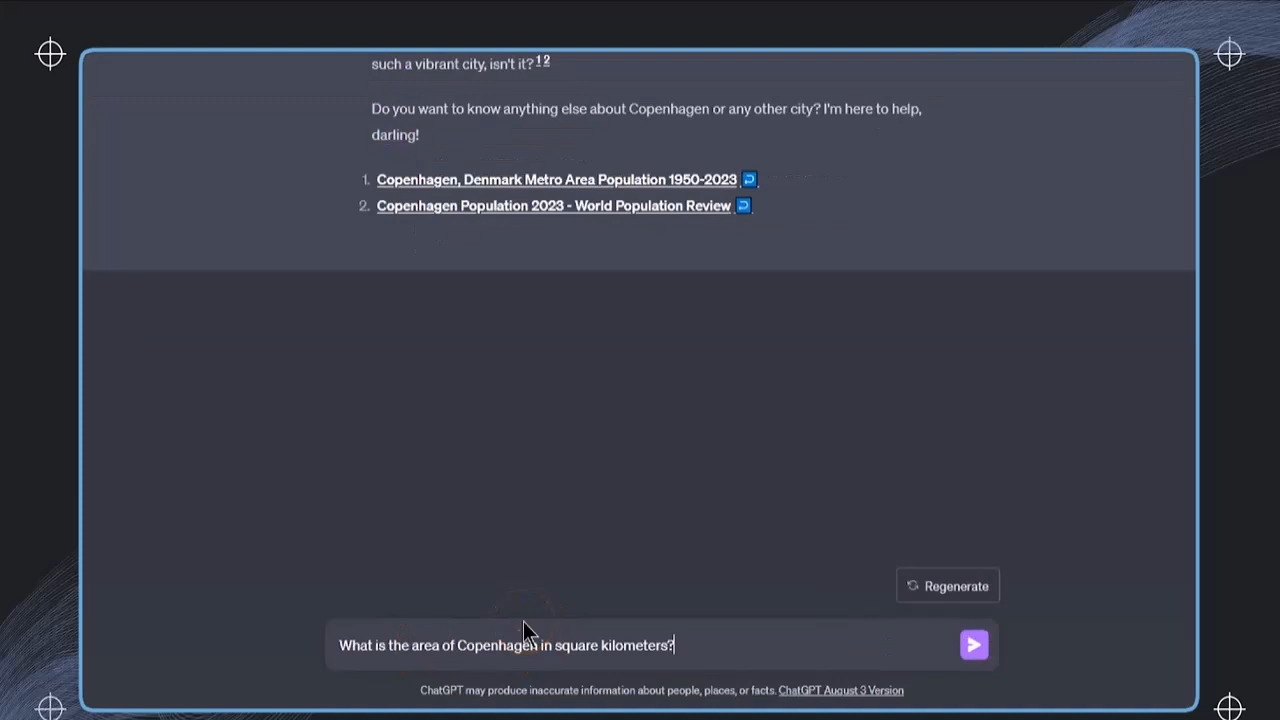 such a vibrant city, isn't it?12
Do you want to know anything else about Copenhagen or any other city? I'm here to help,
darling!
1. Copenhagen, Denmark Metro Area Population 1950-2023
2. Copenhagen Population 2023 - World Population Review
Regenerate
What is the area of Copenhagen in square kilometers?
ChatGPT may produce inaccurate information about people, places, or facts. ChatGPT August 3 Version